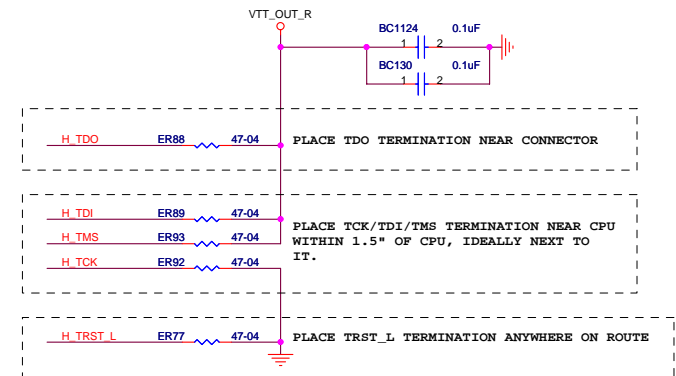 VTT_OUT_R
BC1124 0.1uF
1 2
BC130 0.1uF
1 2
H_TDO ER88 47-04 PLACE TDO TERMINATION NEAR CONNECTOR
H_TDI ER89 47-04
PLACE TCK/TDI/TMS TERMINATION NEAR CPU
H_TMS ER93 47-04
WITHIN 1.5" OF CPU, IDEALLY NEXT TO
IT.
H_TCK ER92 47-04
H_TRST_L ER77 47-04 PLACE TRST_L TERMINATION ANYWHERE ON ROUTE